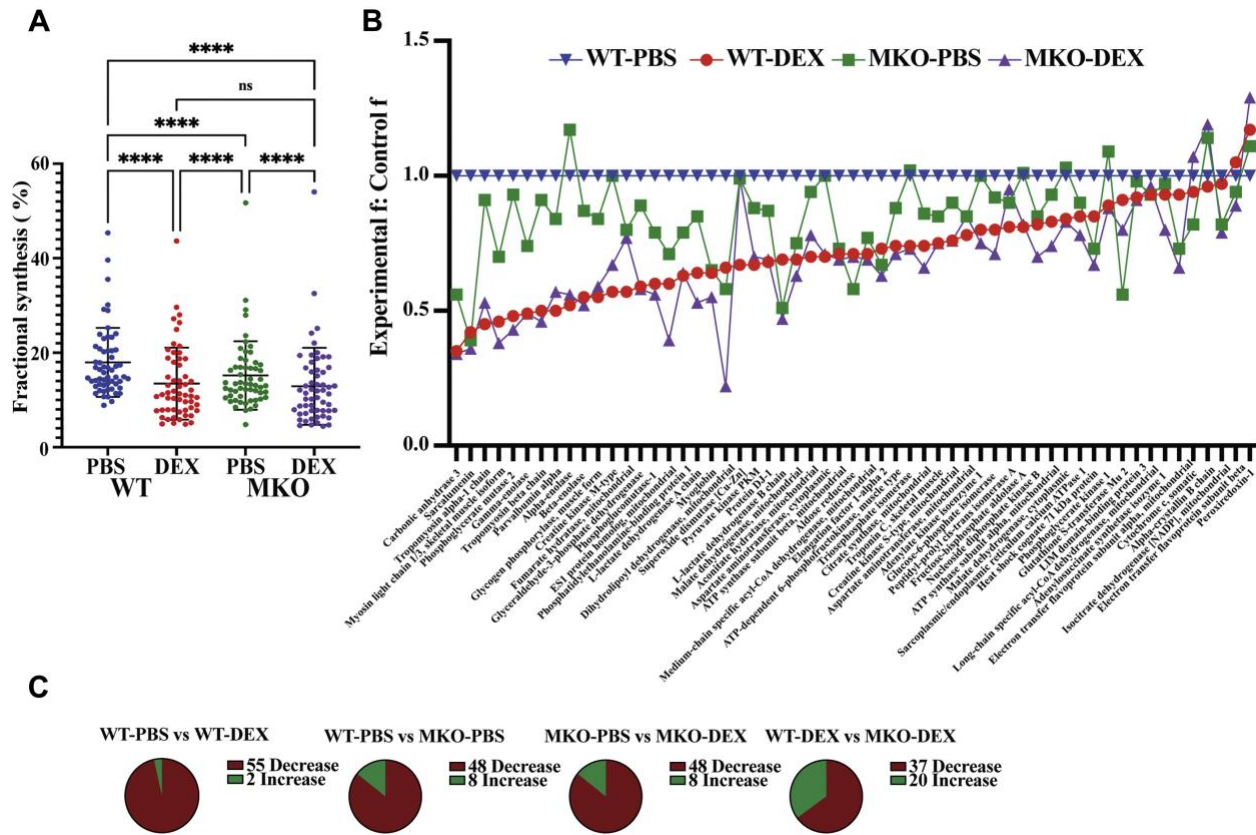 A
B
1.5
1.0
0.5
0.0
Experimental f: Control f
WT-PBS
WT-DEX
MKO-PBS
MKO-DEX
****
ns
****
****
****
****
60
40
20
0
Fractional synthesis (%)
PBS
DEX
PBS
DEX
WT
MKO
Carbonic anhydrase 3
Sarcalumenin
Tropomyosin alpha-1 chain
Myosin light chain 1/3, skeletal muscle isoform
Phosphoglycerate mutase 2
Beta-enolase
Gamma-enolase
Parvalbumin alpha
Alpha-enolase
Glycogen phosphorylase, muscle form
Creatine kinase M-type
Fumarate hydratase, mitochondrial
Glyceraldehyde-3-phosphate dehydrogenase
Phosphoglucomutase-1
ES1 protein homolog, mitochondrial
Phosphatidylethanolamine-binding protein 1
L-lactate dehydrogenase A chain
Myoglobin
Dihydrolipoyl dehydrogenase, mitochondrial
Superoxide dismutase [Cu-Zn]
Pyruvate kinase PKM
Protein DJ-1
L-lactate dehydrogenase B chain
Malate dehydrogenase, mitochondrial
Aconitate hydratase, mitochondrial
Aspartate aminotransferase, cytoplasmic
ATP synthase subunit beta, mitochondrial
Aldose reductase
Medium-chain specific acyl-CoA dehydrogenase, mitochondrial
Elongation factor 1-alpha 2
ATP-dependent 6-phosphofructokinase, muscle type
Triosephosphate isomerase
Citrate synthase, mitochondrial
Troponin C, skeletal muscle
Creatine kinase S-type, mitochondrial
Aspartate aminotransferase, mitochondrial
Adenylate kinase isoenzyme 1
Glucose-6-phosphate isomerase
Peptidyl-prolyl cis-trans isomerase A
Fructose-bisphosphate aldolase A
Nucleoside diphosphate kinase B
ATP synthase subunit alpha, mitochondrial
Malate dehydrogenase, cytoplasmic
Sarcoplasmic/endoplasmic reticulum calcium ATPase 1
Heat shock cognate 71 kDa protein
Phosphoglycerate kinase 1
Glutathione S-transferase Mu 2
LIM domain-binding protein 3
Long-chain specific acyl-CoA dehydrogenase, mitochondrial
Adenylosuccinate synthetase isozyme 1
Electron transfer flavoprotein subunit alpha, mitochondrial
Cytochrome c, somatic
Alpha-crystallin B chain
Isocitrate dehydrogenase [NADP], mitochondrial
Electron transfer flavoprotein subunit beta
Peroxiredoxin-1
C
WT-PBS vs WT-DEX
55 Decrease
2 Increase
WT-PBS vs MKO-PBS
48 Decrease
8 Increase
MKO-PBS vs MKO-DEX
48 Decrease
8 Increase
WT-DEX vs MKO-DEX
37 Decrease
20 Increase